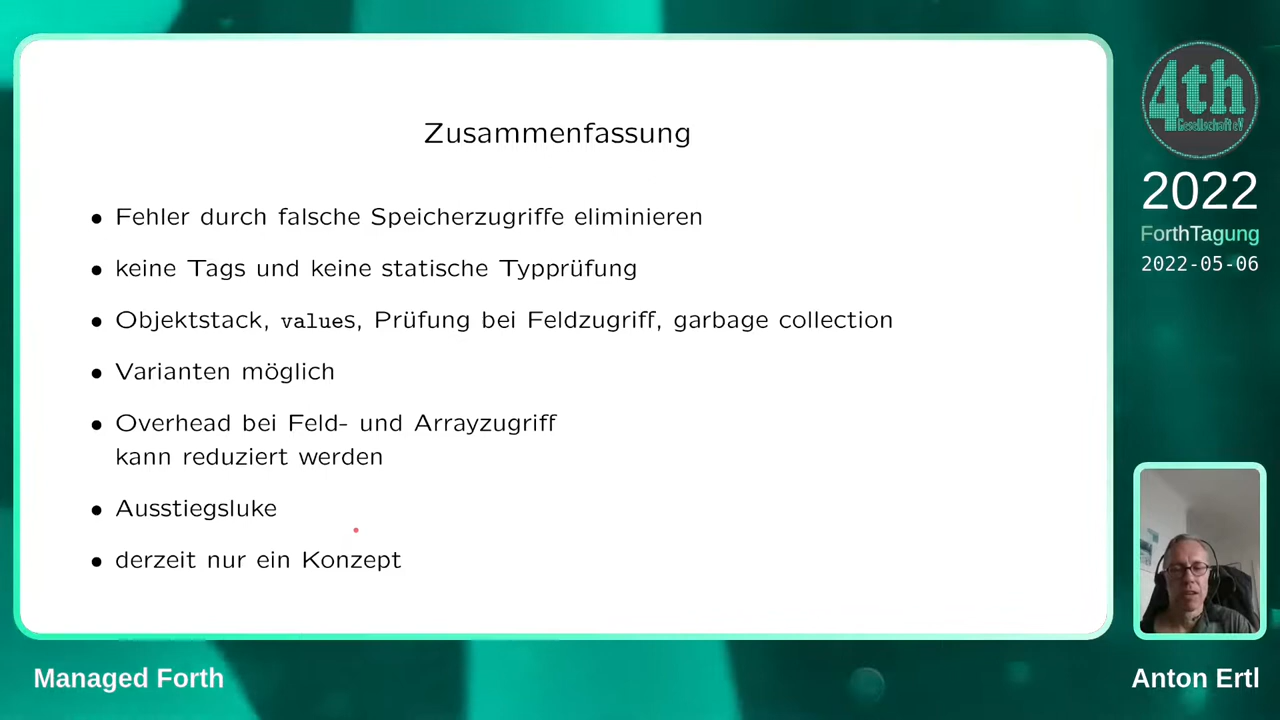 Zusammenfassung
• Fehler durch falsche Speicherzugriffe eliminieren
• keine Tags und keine statische Typprüfung
• Objektstack, values, Prüfung bei Feldzugriff, garbage collection
• Varianten möglich
• Overhead bei Feld- und Arrayzugriff
kann reduziert werden
• Ausstiegsluke
• derzeit nur ein Konzept
4th
Gesellschaft eV
2022
ForthTagung
2022-05-06
Managed Forth
Anton Ertl